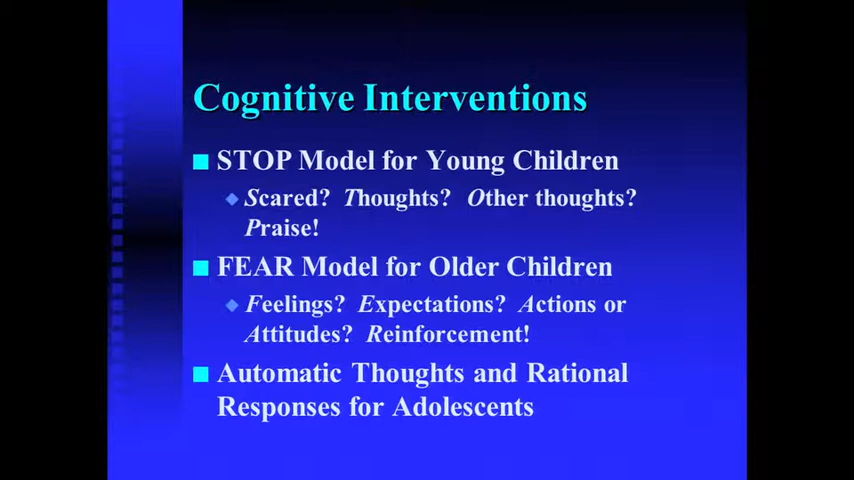 Cognitive Interventions
STOP Model for Young Children
Scared? Thoughts? Other thoughts?
Praise!
FEAR Model for Older Children
Feelings? Expectations? Actions or
Attitudes? Reinforcement!
Automatic Thoughts and Rational
Responses for Adolescents